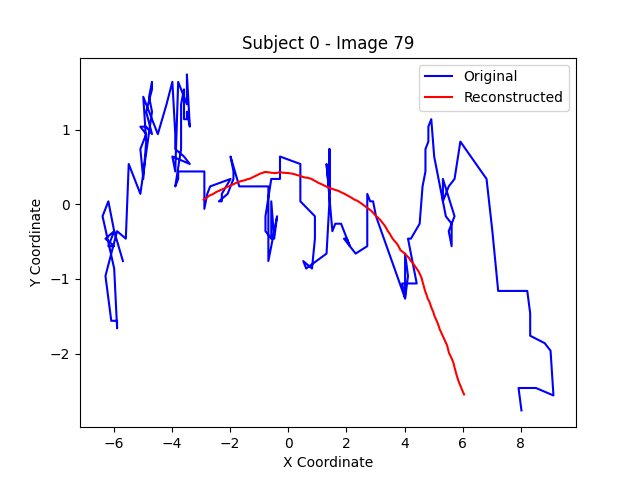 Subject 0 - Image 79
Original
Reconstructed
Y Coordinate
1
0
−1
−2
−6 −4 −2 0 2 4 6 8
X Coordinate